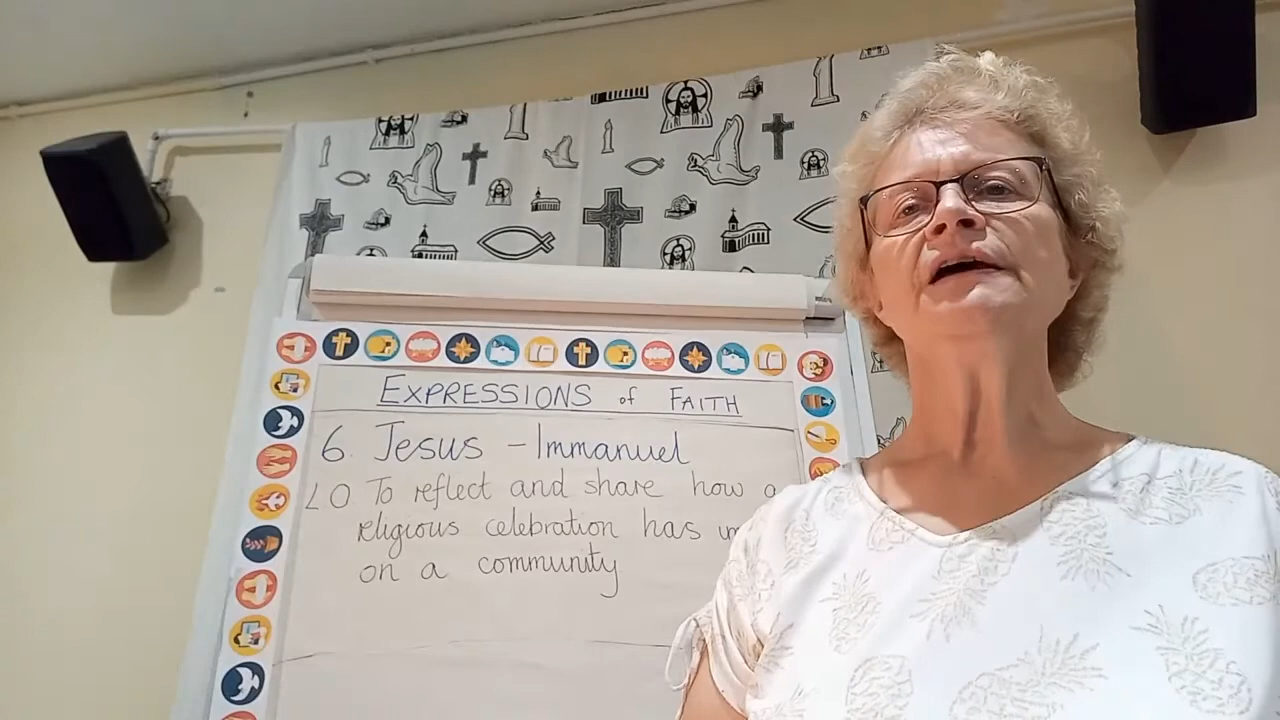 EXPRESSIONS of FAITH
6. Jesus - Immanuel
LO To reflect and share how a
religious celebration has
on a community